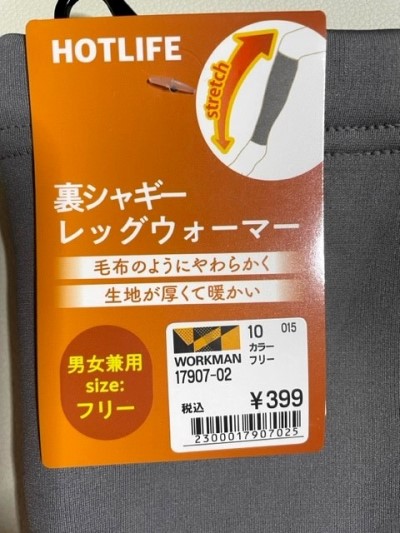 HOTLIFE
stretch
裏シャギー
レッグウォーマー
毛布のようにやわらかく
生地が厚くて暖かい
男女兼用
size:
フリー
WORKMAN
10 015
カラー
フリー
17907-02
税込 ¥399
2300017907025